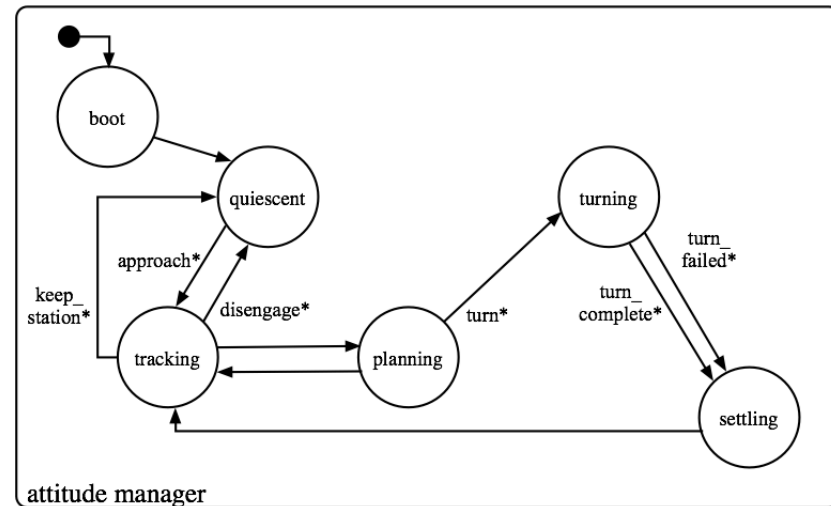 boot
quiescent
turning
approach*
turn_
failed*
keep_
station*
disengage*
turn*
turn_
complete*
tracking
planning
settling
attitude manager